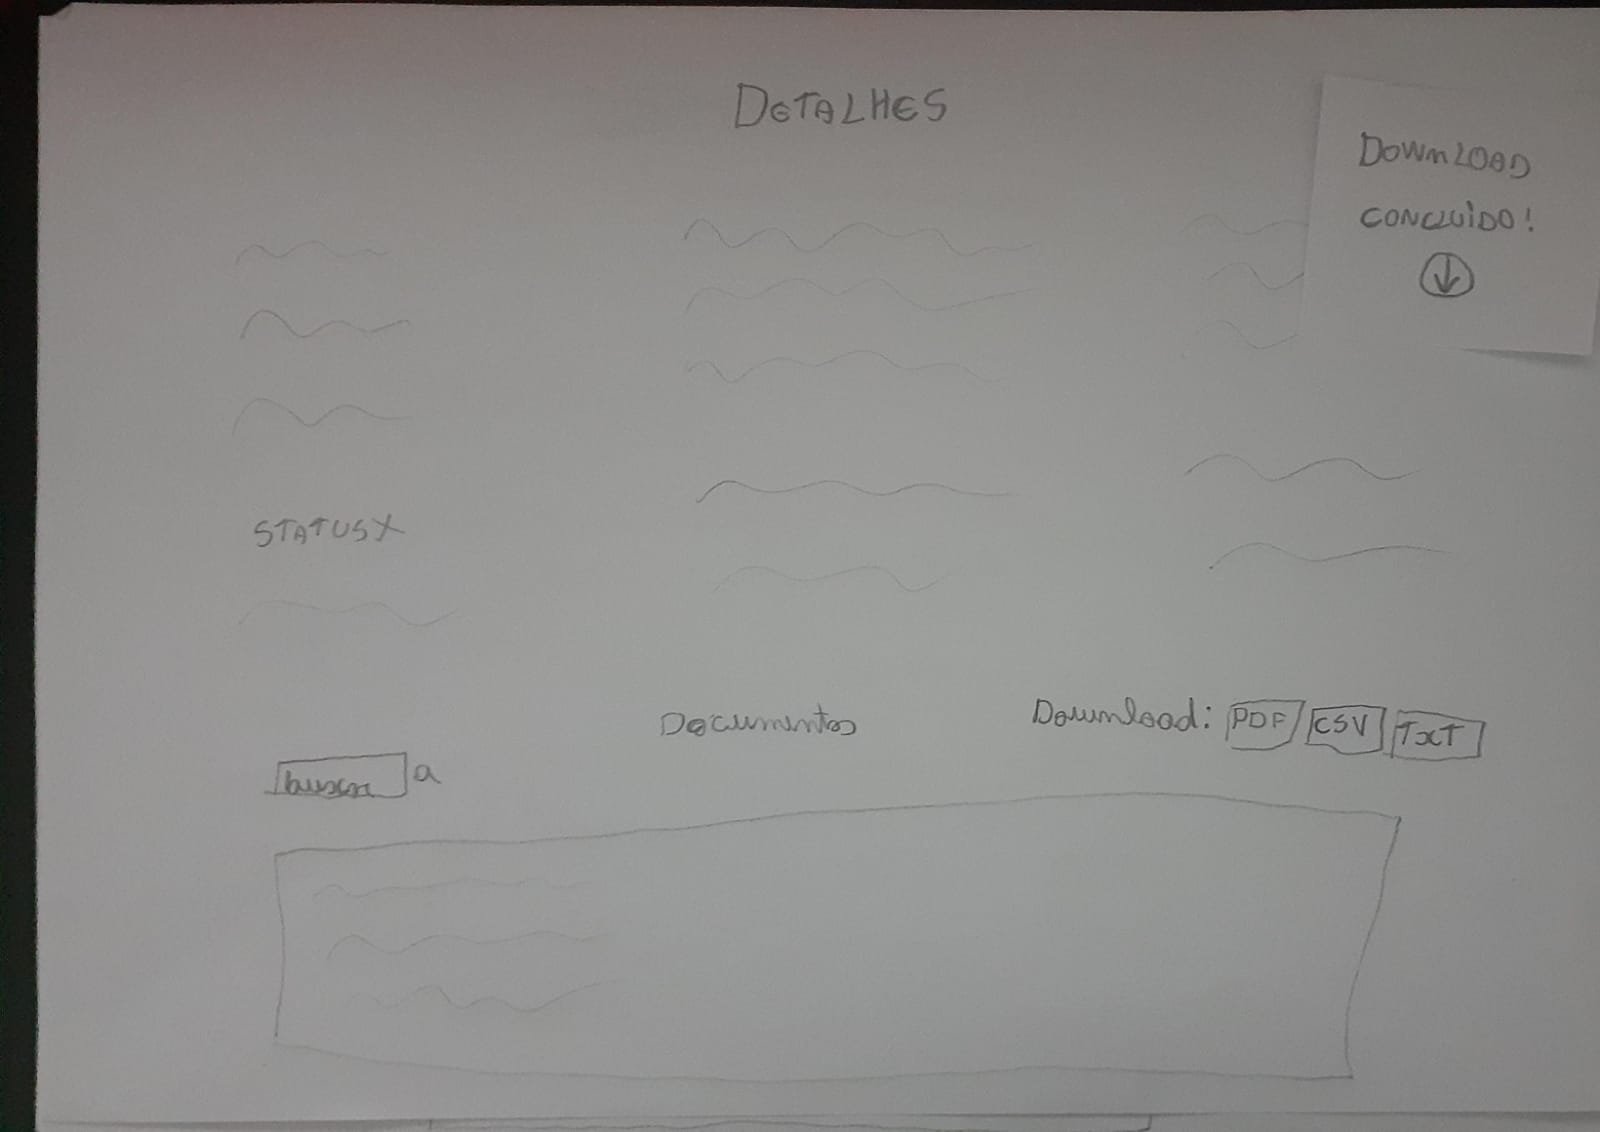 DETALHES
DOWNLOAD
CONCLUÍDO!
STATUS X
Documentos
Download: PDF CSV TXT
busca